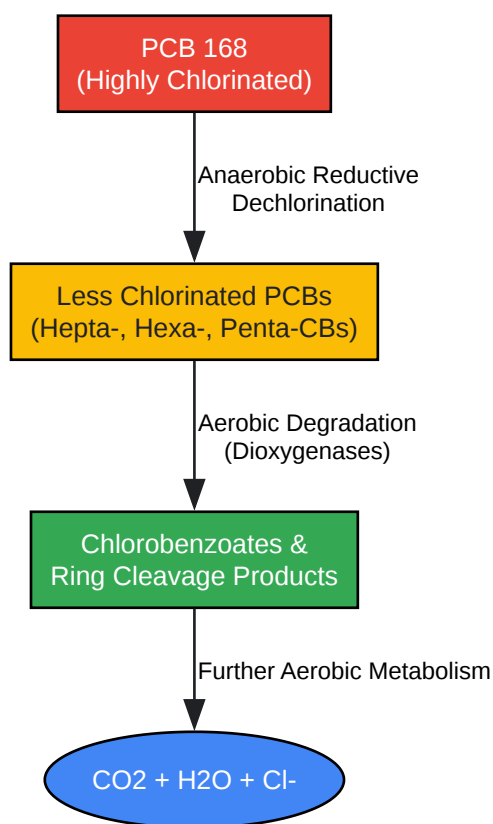 PCB 168
(Highly Chlorinated)
Anaerobic Reductive
Dechlorination
Less Chlorinated PCBs
(Hepta-, Hexa-, Penta-CBs)
Aerobic Degradation
(Dioxygenases)
Chlorobenzoates &
Ring Cleavage Products
Further Aerobic Metabolism
CO2 + H2O + Cl-